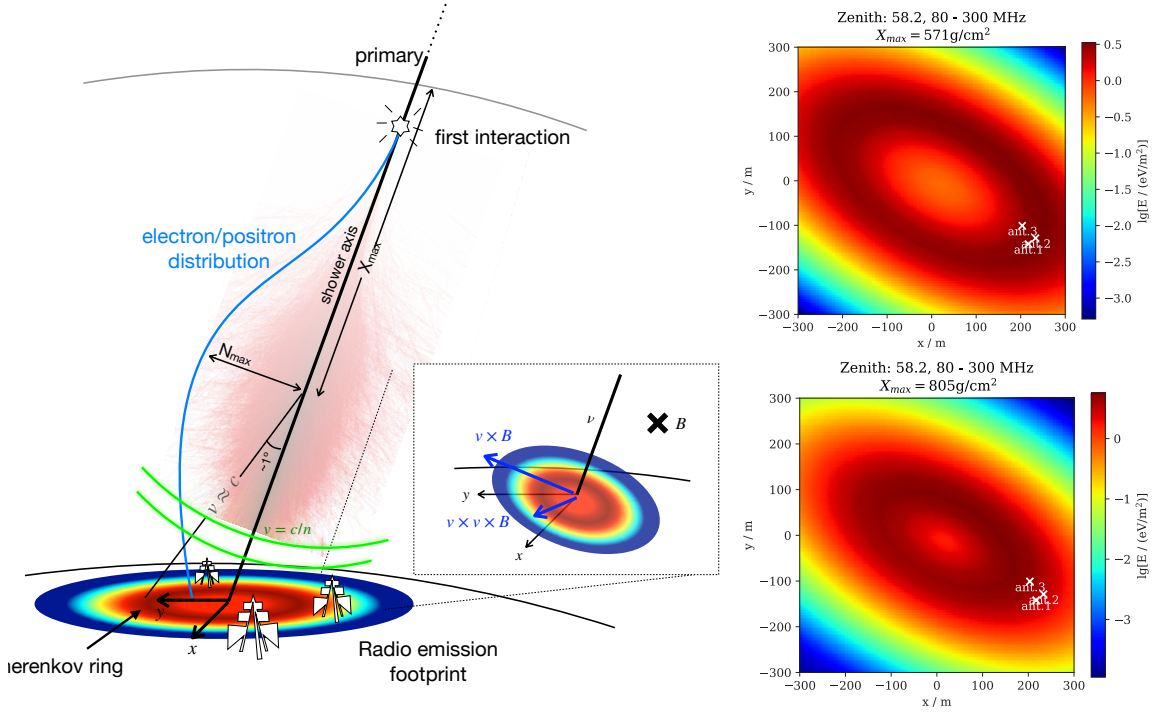 primary
first interaction
electron/positron
distribution
shower axis
X_max
N_max
~1°
v ≈ c
v = c/n
y
x
herenkov ring
Radio emission
footprint
v
B
v × B
y
v × v × B
x
Zenith: 58.2, 80 - 300 MHz
X_max = 571g/cm²
300
200
100
0
−100
−200
−300
y / m
−300 −200 −100 0 100 200 300
x / m
ant.3
ant.2
ant.1
0.5
0.0
−0.5
−1.0
−1.5
−2.0
−2.5
−3.0
lg[E / (eV/m²)]
Zenith: 58.2, 80 - 300 MHz
X_max = 805g/cm²
300
200
100
0
−100
−200
−300
y / m
−300 −200 −100 0 100 200 300
x / m
ant.3
ant.2
ant.1
0
−1
−2
−3
lg[E / (eV/m²)]